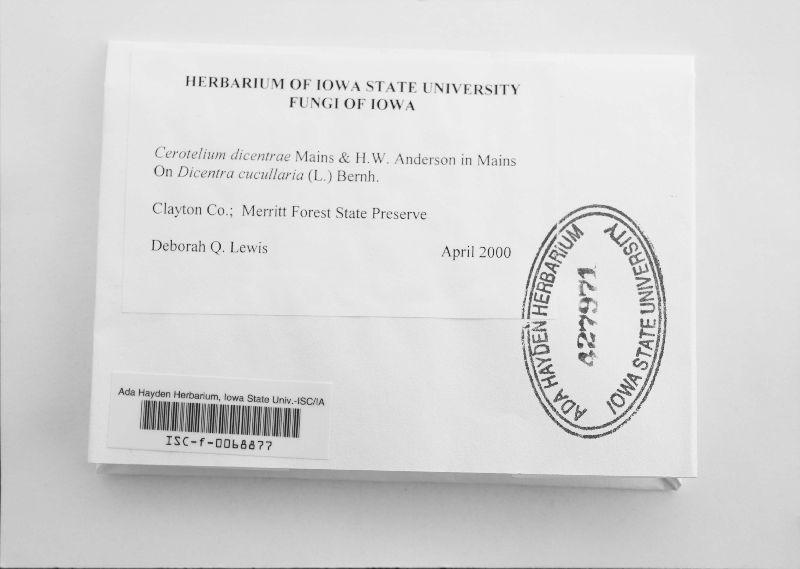 HERBARIUM OF IOWA STATE UNIVERSITY
FUNGI OF IOWA
Cerotelium dicentrae Mains & H.W. Anderson in Mains
On Dicentra cucullaria (L.) Bernh.
Clayton Co.; Merritt Forest State Preserve
Deborah Q. Lewis April 2000
ADA HAYDEN HERBARIUM
IOWA STATE UNIVERSITY
Ada Hayden Herbarium, Iowa State Univ.-ISC/IA
ISC-f-0068877